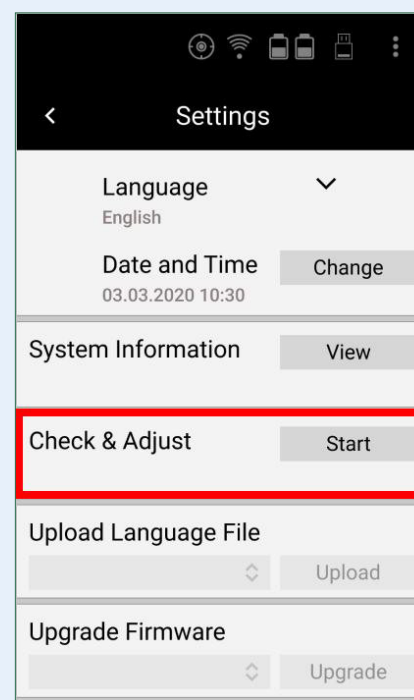 Settings
Language
English
Date and Time Change
03.03.2020 10:30
System Information View
Check & Adjust Start
Upload Language File
Upload
Upgrade Firmware
Upgrade